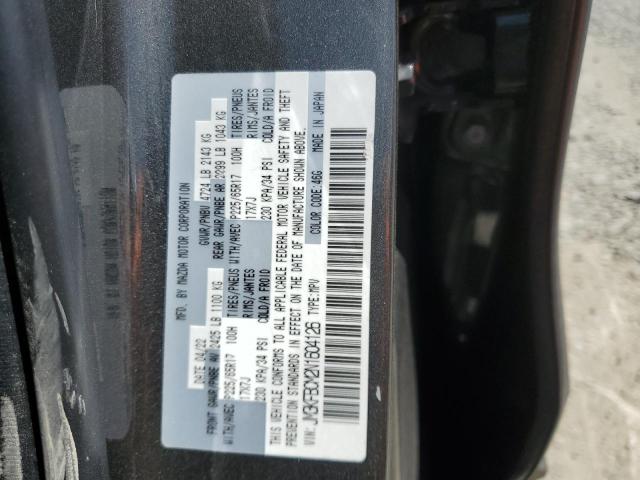 MFD. BY MAZDA MOTOR CORPORATION
DATE 04/22 GVWR/PNBV 4724 LB 2143 KG
FRONT GAWR/PNBE AV 2425 LB 1100 KG REAR GAWR/PNBE AR 2299 LB 1043 KG
WITH/AVEC P225/65R17 100H TIRES/PNEUS WITH/AVEC P225/65R17 100H TIRES/PNEUS
17X7J RIMS/JANTES 17X7J RIMS/JANTES
230 KPA/34 PSI COLD/A FROID 230 KPA/34 PSI COLD/A FROID
THIS VEHICLE CONFORMS TO ALL APPLICABLE FEDERAL MOTOR VEHICLE SAFETY AND THEFT
PREVENTION STANDARDS IN EFFECT ON THE DATE OF MANUFACTURE SHOWN ABOVE.
VIN: JM3KFBCM2N1604126 TYPE: MPV COLOR CODE: 46G
MADE IN JAPAN